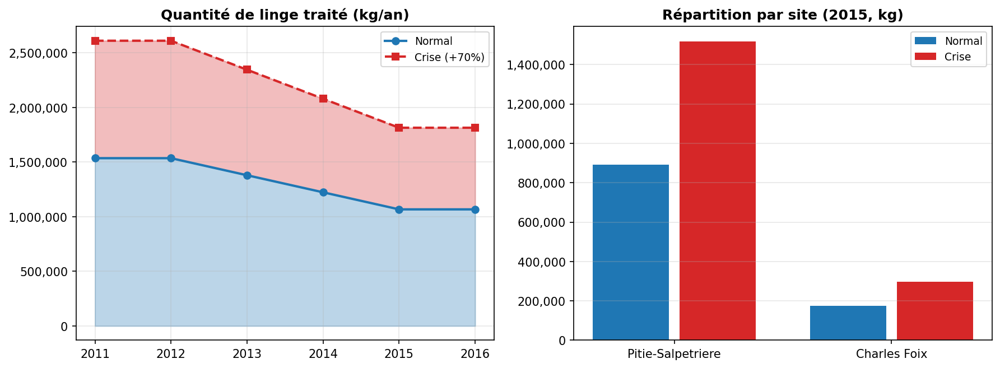 Quantité de linge traité (kg/an)
Normal
Crise (+70%)
2,500,000
2,000,000
1,500,000
1,000,000
500,000
0
2011
2012
2013
2014
2015
2016
Répartition par site (2015, kg)
Normal
Crise
1,400,000
1,200,000
1,000,000
800,000
600,000
400,000
200,000
0
Pitie-Salpetriere
Charles Foix